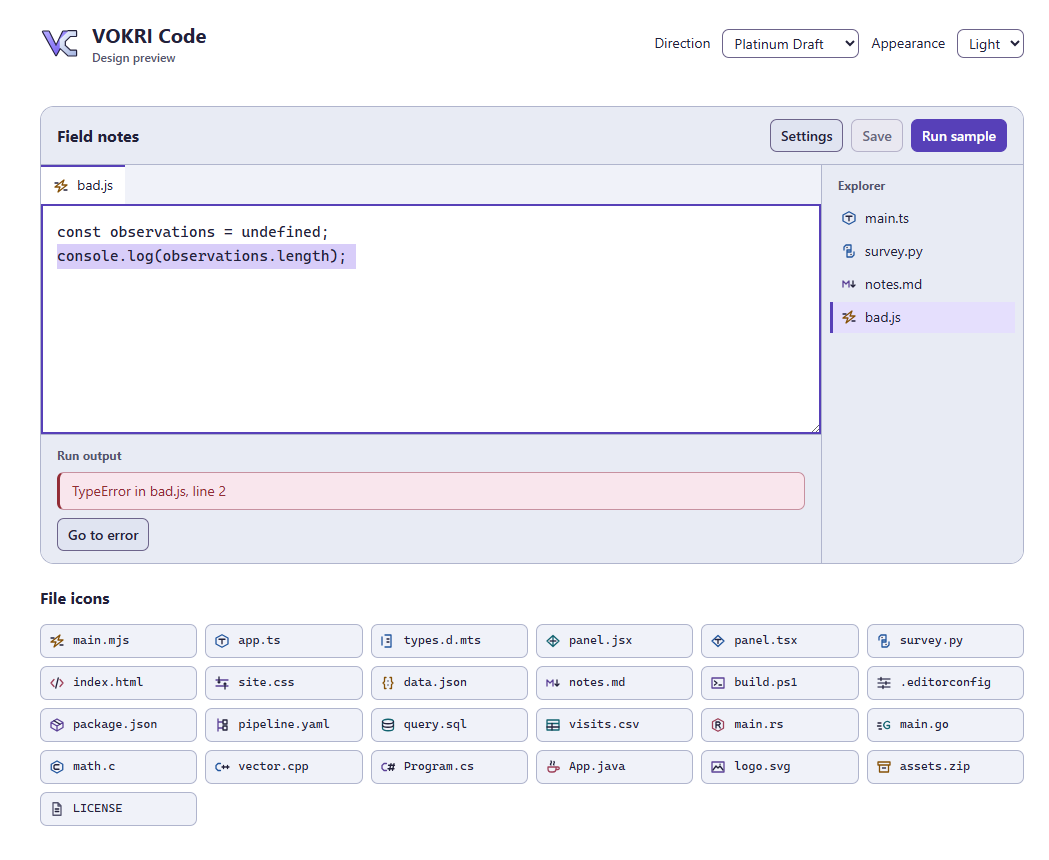 VOKRI Code
Design preview
Direction Platinum Draft Appearance Light
Field notes
Settings Save Run sample
bad.js
const observations = undefined;
console.log(observations.length);
Run output
TypeError in bad.js, line 2
Go to error
Explorer
main.ts
survey.py
notes.md
bad.js
File icons
main.mjs app.ts types.d.mts panel.jsx panel.tsx survey.py
index.html site.css data.json notes.md build.ps1 .editorconfig
package.json pipeline.yaml query.sql visits.csv main.rs main.go
math.c vector.cpp Program.cs App.java logo.svg assets.zip
LICENSE